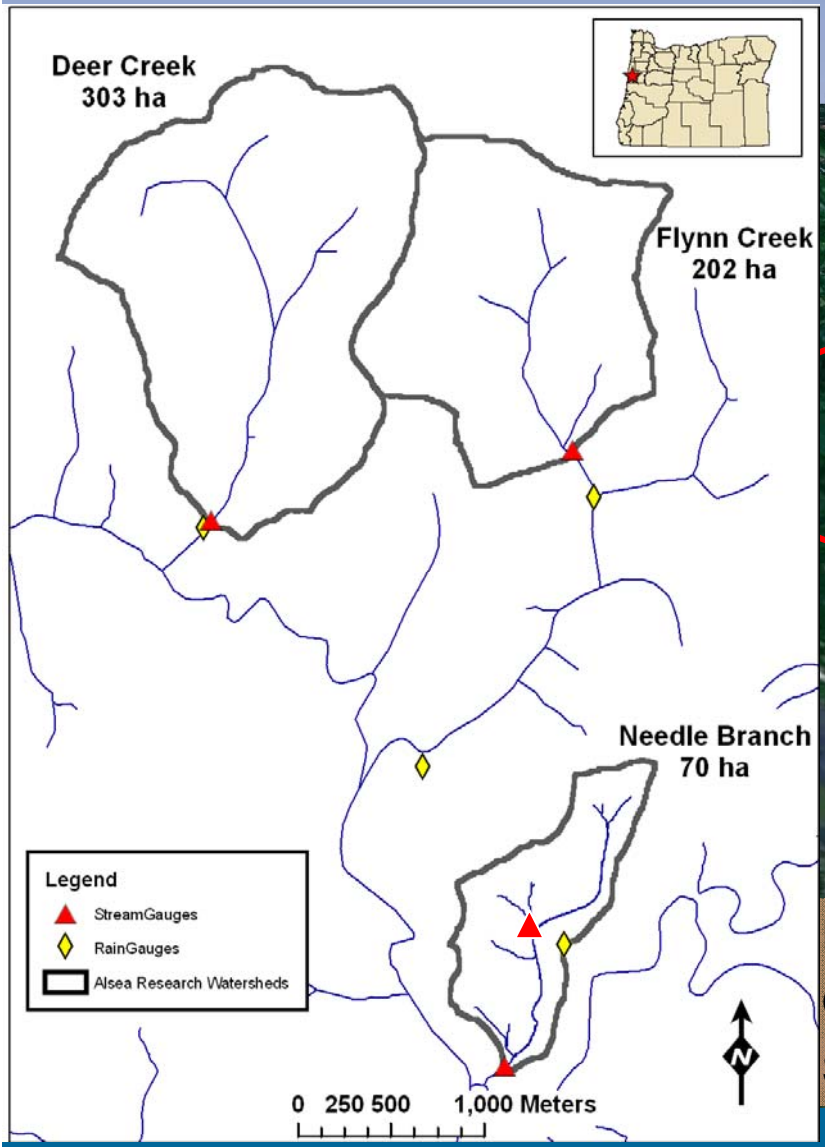 Deer Creek
303 ha
Flynn Creek
202 ha
Needle Branch
70 ha
Legend
StreamGauges
RainGauges
Alsea Research Watersheds
N
0 250 500 1,000 Meters